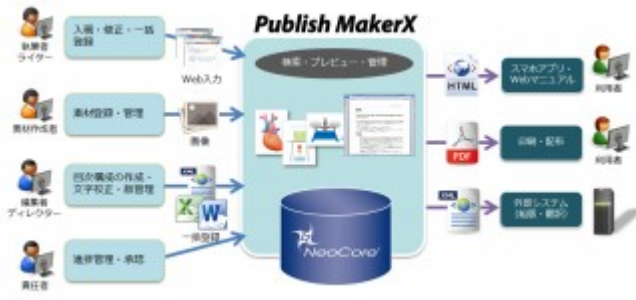 Publish MakerX
執筆者
ライター
入稿・修正・一括
登録
Web入力
検索・プレビュー・管理
HTML
スマホアプリ・
Webマニュアル
利用者
素材作成者
素材登録・管理
画像
PDF
印刷・配布
利用者
編集者
ディレクター
目次構成の作成・
文字校正・版管理
XML
一括登録
XML
外部システム
(組版・翻訳)
責任者
進捗管理・承認
NeoCore